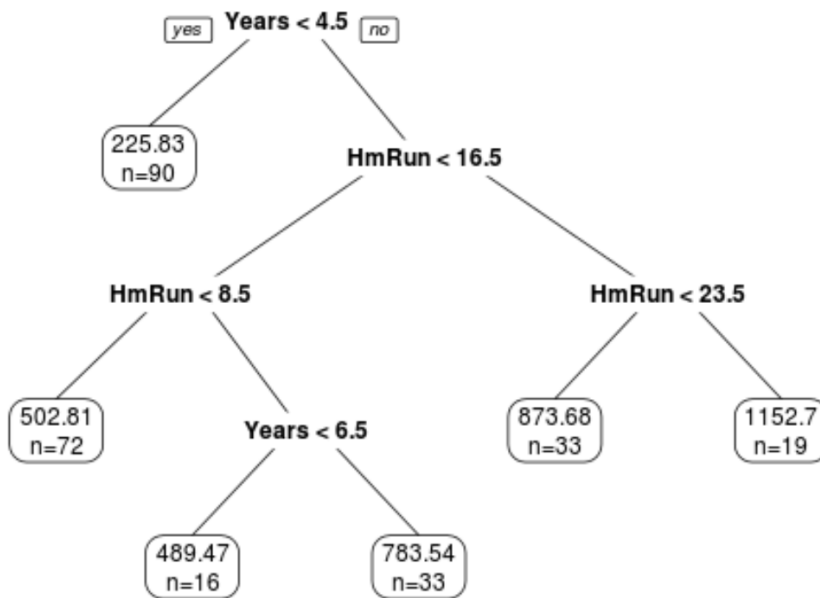 yes Years < 4.5 no
225.83
n=90
HmRun < 16.5
HmRun < 8.5
HmRun < 23.5
502.81
n=72
Years < 6.5
873.68
n=33
1152.7
n=19
489.47
n=16
783.54
n=33